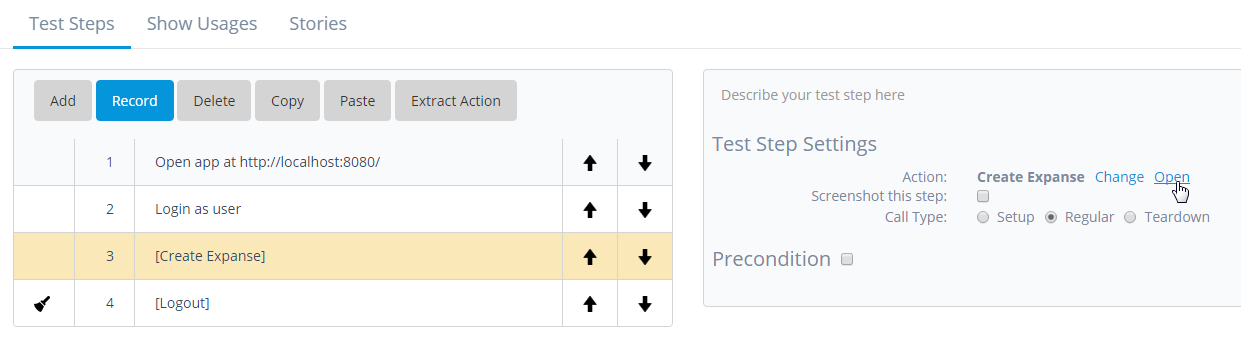 Test Steps Show Usages Stories
Add Record Delete Copy Paste Extract Action
1 Open app at http://localhost:8080/
2 Login as user
3 [Create Expanse]
4 [Logout]
Describe your test step here
Test Step Settings
Action: Create Expanse Change Open
Screenshot this step:
Call Type: Setup Regular Teardown
Precondition